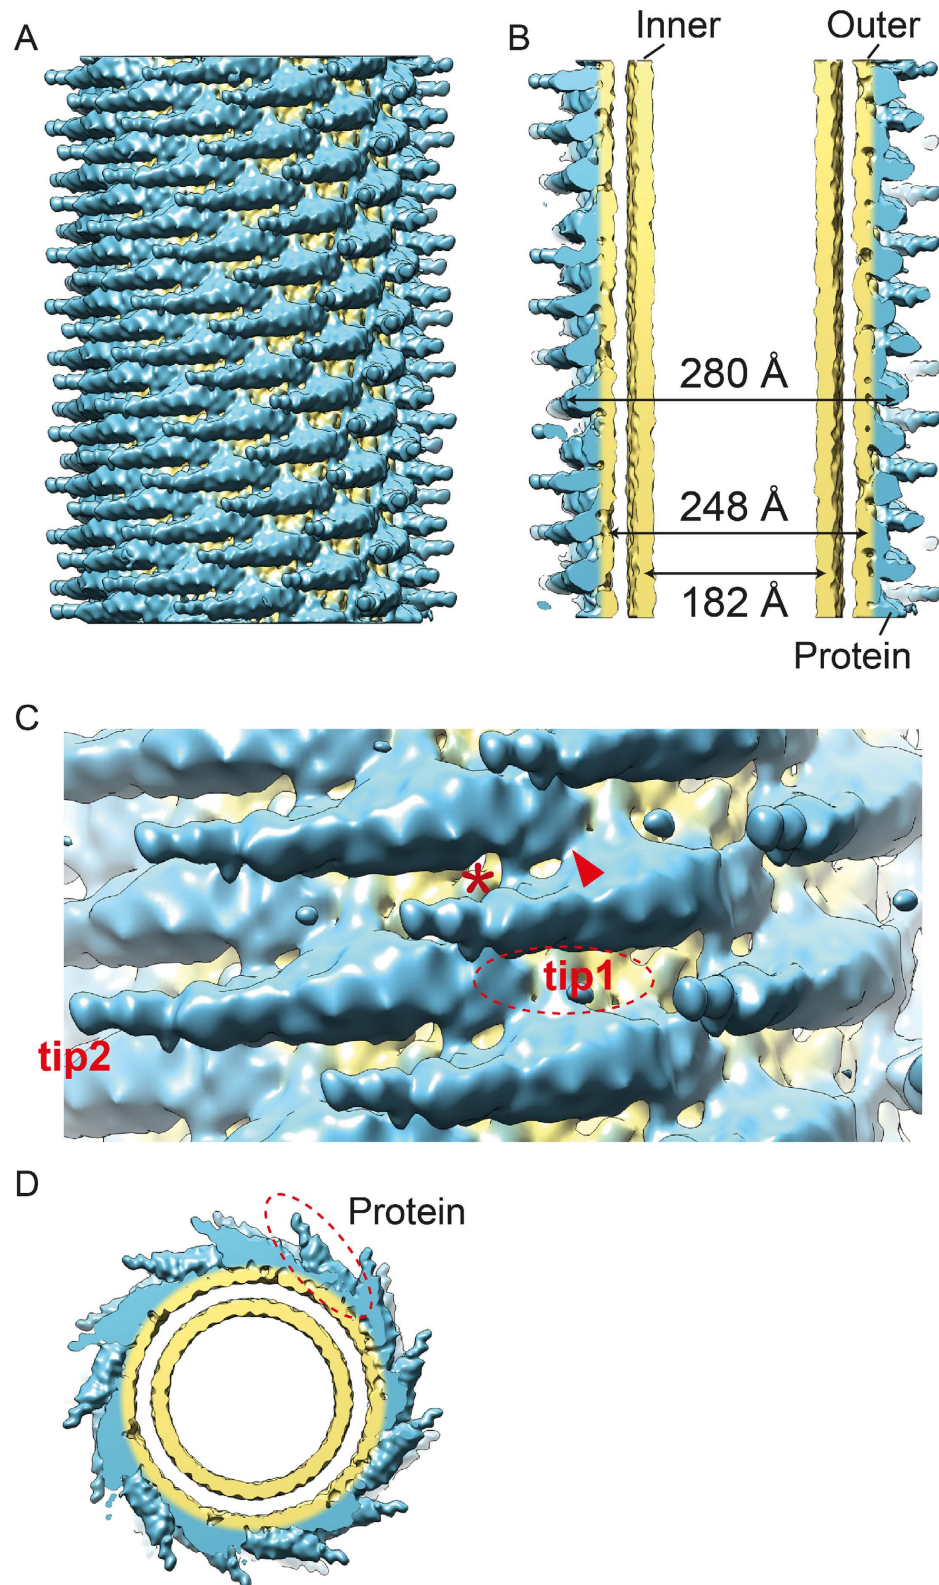 A
B
Inner
Outer
280 Å
248 Å
182 Å
Protein
C
*
tip1
tip2
D
Protein